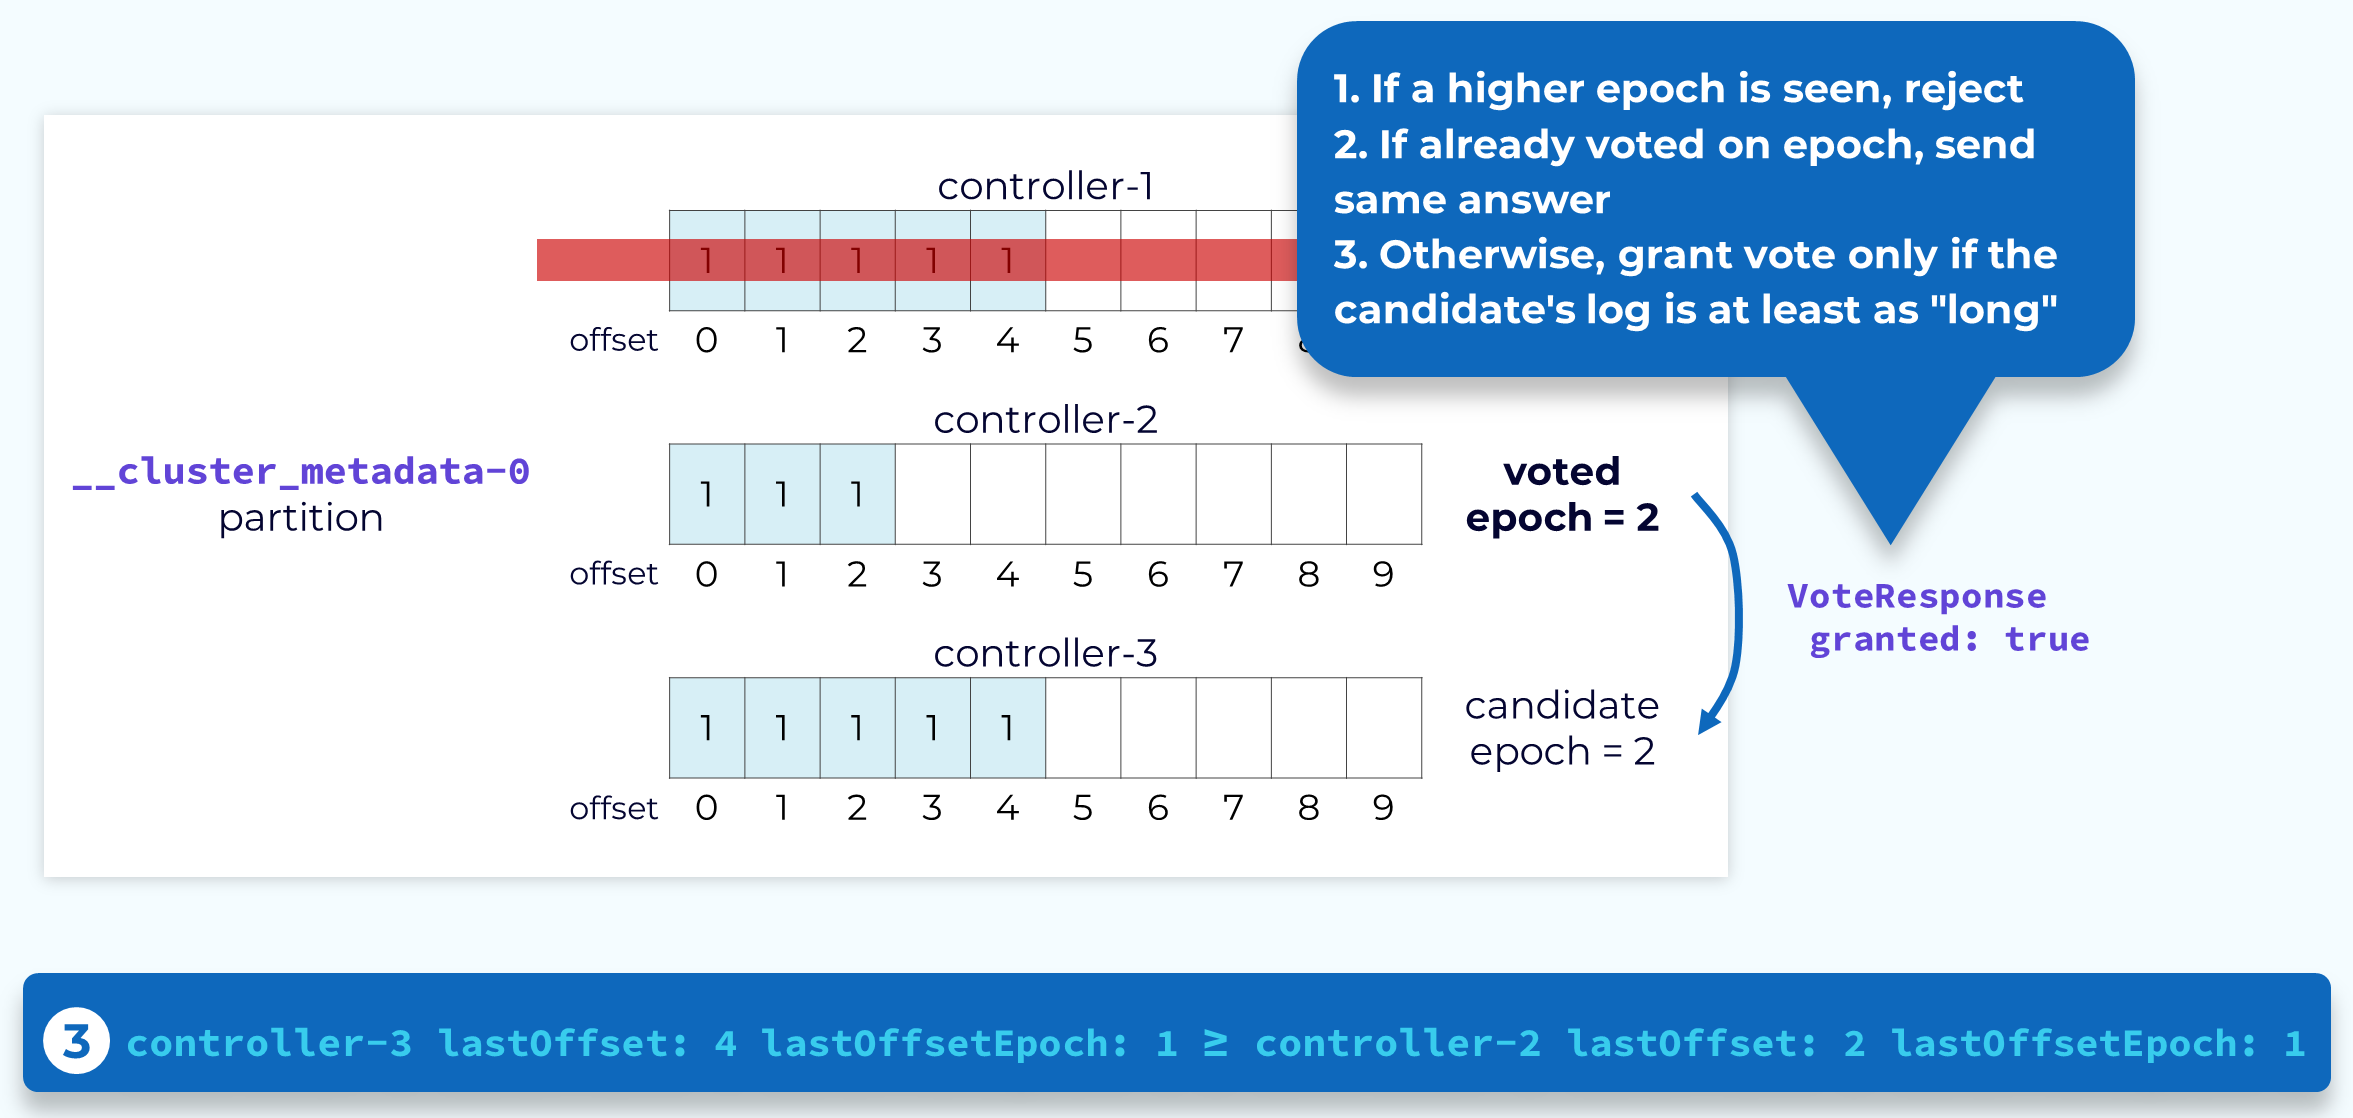 1. If a higher epoch is seen, reject
2. If already voted on epoch, send
same answer
3. Otherwise, grant vote only if the
candidate's log is at least as "long"
controller-1
1 1 1 1 1
offset 0 1 2 3 4 5 6 7
controller-2
__cluster_metadata-0
partition
1 1 1
voted
epoch = 2
offset 0 1 2 3 4 5 6 7 8 9
VoteResponse
granted: true
controller-3
1 1 1 1 1
candidate
epoch = 2
offset 0 1 2 3 4 5 6 7 8 9
3 controller-3 lastOffset: 4 lastOffsetEpoch: 1 ≥ controller-2 lastOffset: 2 lastOffsetEpoch: 1